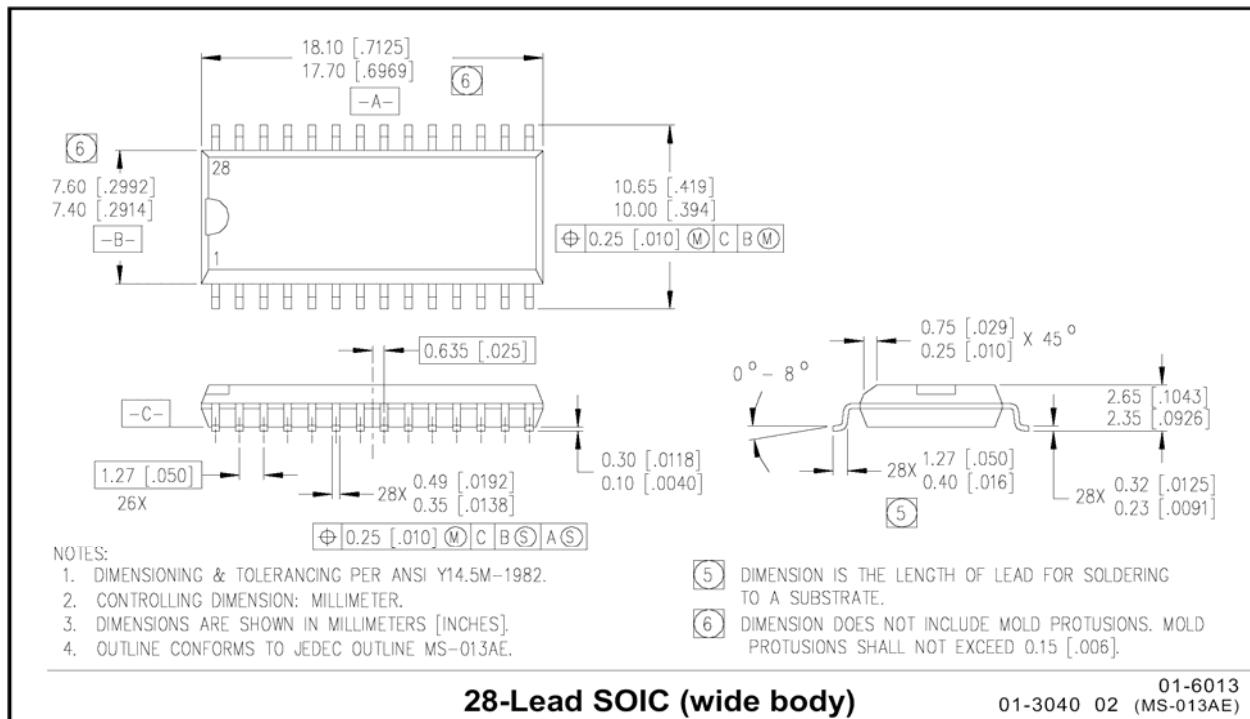 18.10 [.7125]
17.70 [.6969]
6
-A-
6
28
7.60 [.2992]
7.40 [.2914]
-B-
1
10.65 [.419]
10.00 [.394]
⌖ 0.25 [.010] Ⓜ C B Ⓜ
0.635 [.025]
-C-
1.27 [.050]
26X
28X 0.49 [.0192]
0.35 [.0138]
0.30 [.0118]
0.10 [.0040]
⌖ 0.25 [.010] Ⓜ C B Ⓢ A Ⓢ
0.75 [.029]
0.25 [.010] X 45°
0° - 8°
2.65 [.1043]
2.35 [.0926]
28X 1.27 [.050]
0.40 [.016]
5
28X 0.32 [.0125]
0.23 [.0091]
NOTES:
1. DIMENSIONING & TOLERANCING PER ANSI Y14.5M-1982.
2. CONTROLLING DIMENSION: MILLIMETER.
3. DIMENSIONS ARE SHOWN IN MILLIMETERS [INCHES].
4. OUTLINE CONFORMS TO JEDEC OUTLINE MS-013AE.
5 DIMENSION IS THE LENGTH OF LEAD FOR SOLDERING
TO A SUBSTRATE.
6 DIMENSION DOES NOT INCLUDE MOLD PROTUSIONS. MOLD
PROTUSIONS SHALL NOT EXCEED 0.15 [.006].
28-Lead SOIC (wide body)
01-6013
01-3040 02 (MS-013AE)